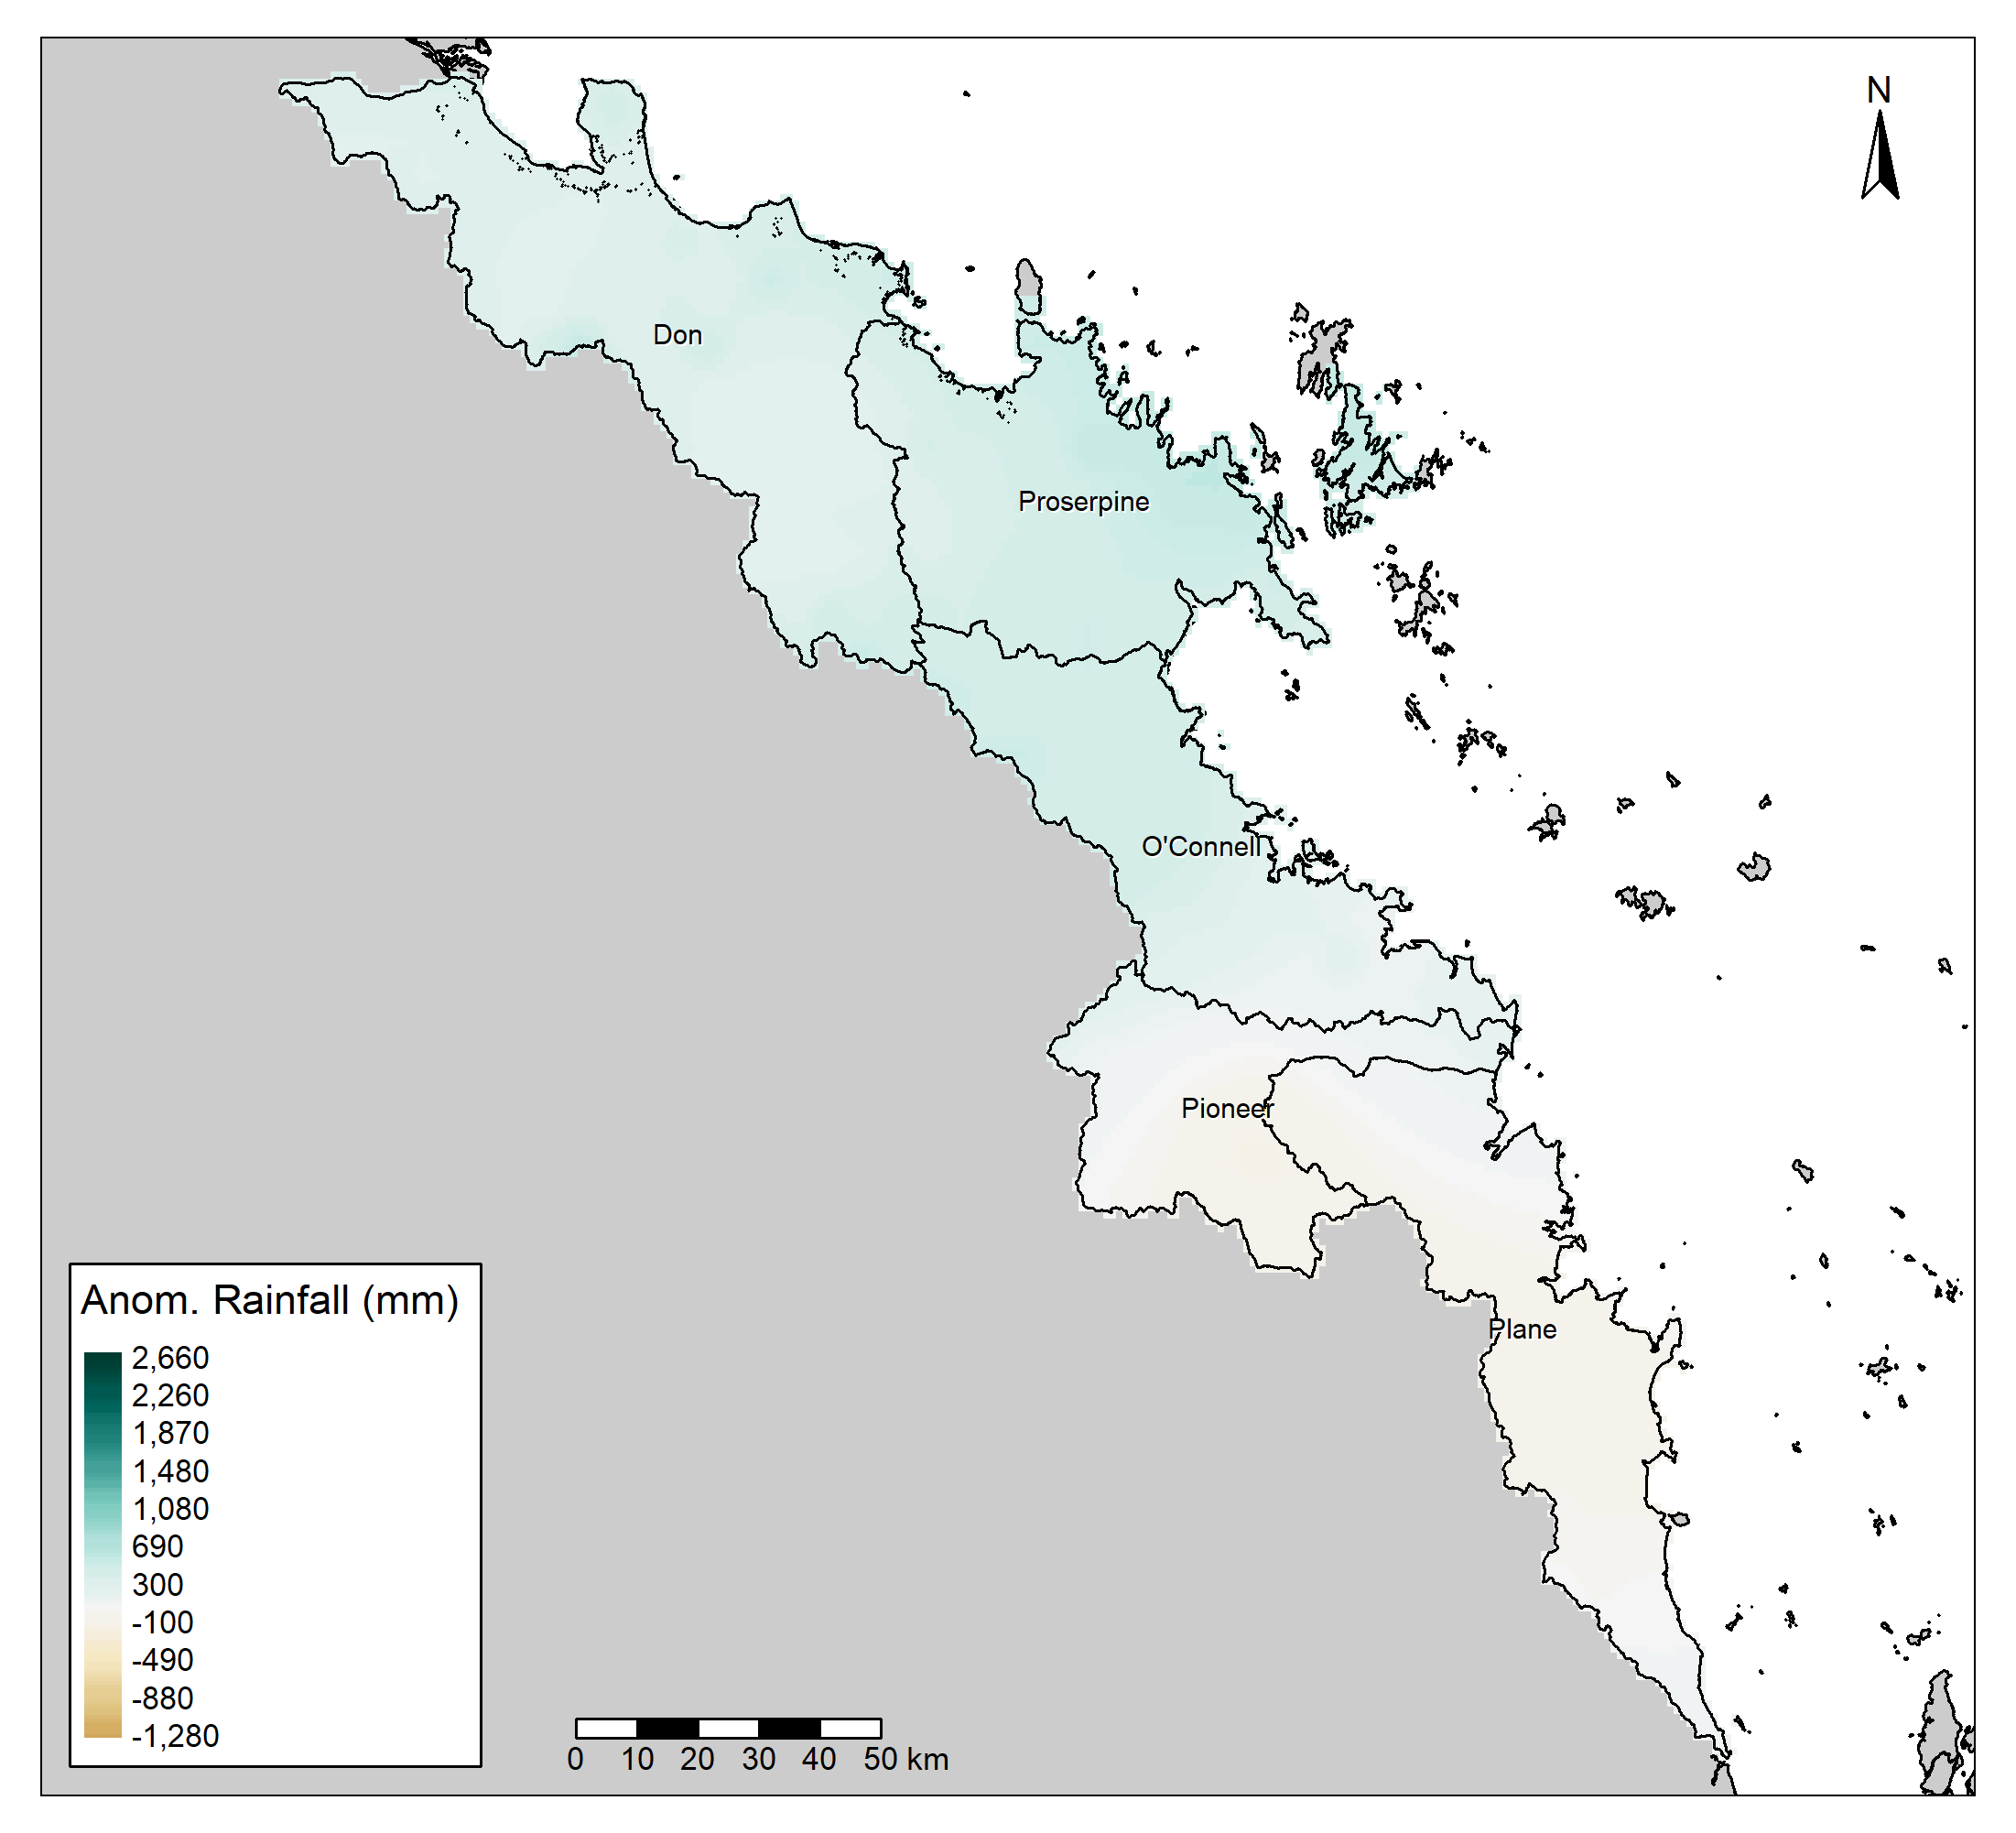 N
Don
Proserpine
O'Connell
Pioneer
Plane
Anom. Rainfall (mm)
2,660
2,260
1,870
1,480
1,080
690
300
-100
-490
-880
-1,280
0 10 20 30 40 50 km